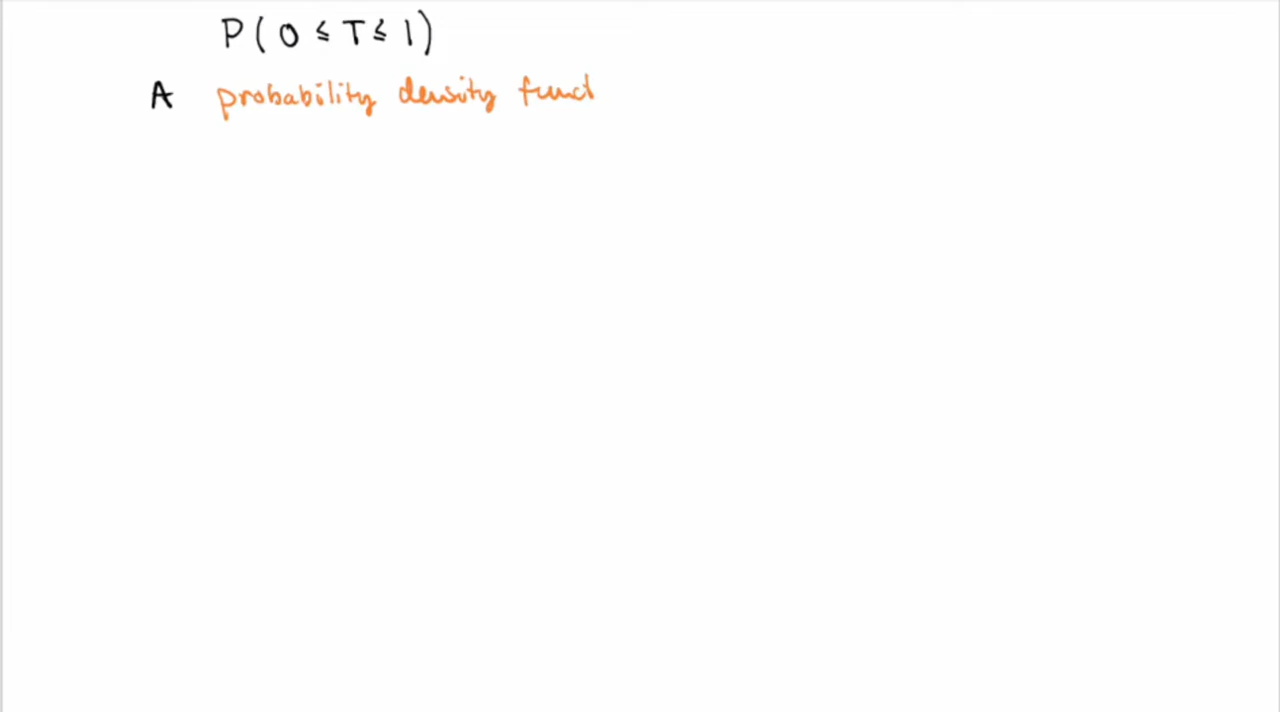 P(0 ≤ T ≤ 1)
A probability density funct